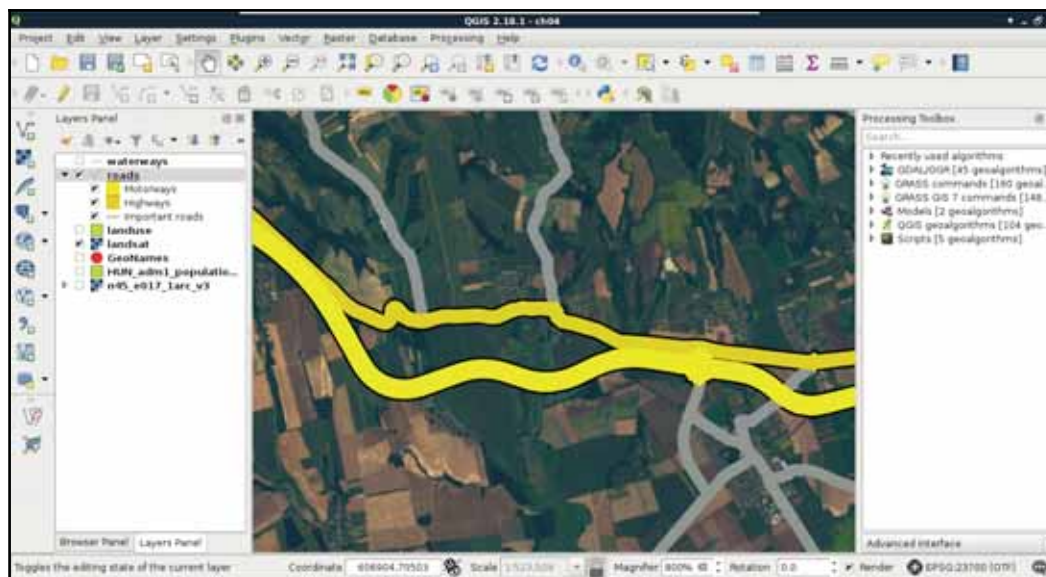 QGIS 2.18.1 - ch04
Project Edit View Layer Settings Plugins Vector Raster Database Processing Help
Layers Panel
waterways
roads
Motorways
Highways
Important roads
landuse
landsat
GeoNames
HUN_adm1_populatio...
n45_e017_1arc_v3
Browser Panel Layers Panel
Processing Toolbox
Search...
Recently used algorithms
GDAL/OGR [45 geoalgorithms]
GRASS commands [160 geoal...
GRASS GIS 7 commands [148...
Models [2 geoalgorithms]
QGIS geoalgorithms [104 geo...
Scripts [5 geoalgorithms]
Advanced interface
Toggles the editing state of the current layer Coordinate Scale Magnifier 800% Rotation 0.0 Render EPSG:23700 (OTF)